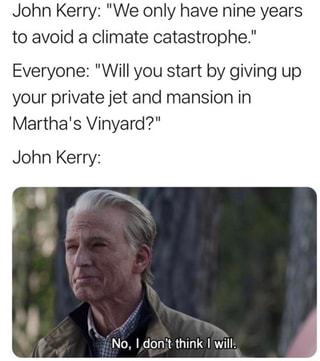 John Kerry: "We only have nine years
to avoid a climate catastrophe."
Everyone: "Will you start by giving up
your private jet and mansion in
Martha's Vinyard?"
John Kerry:
No, I don't think I will.